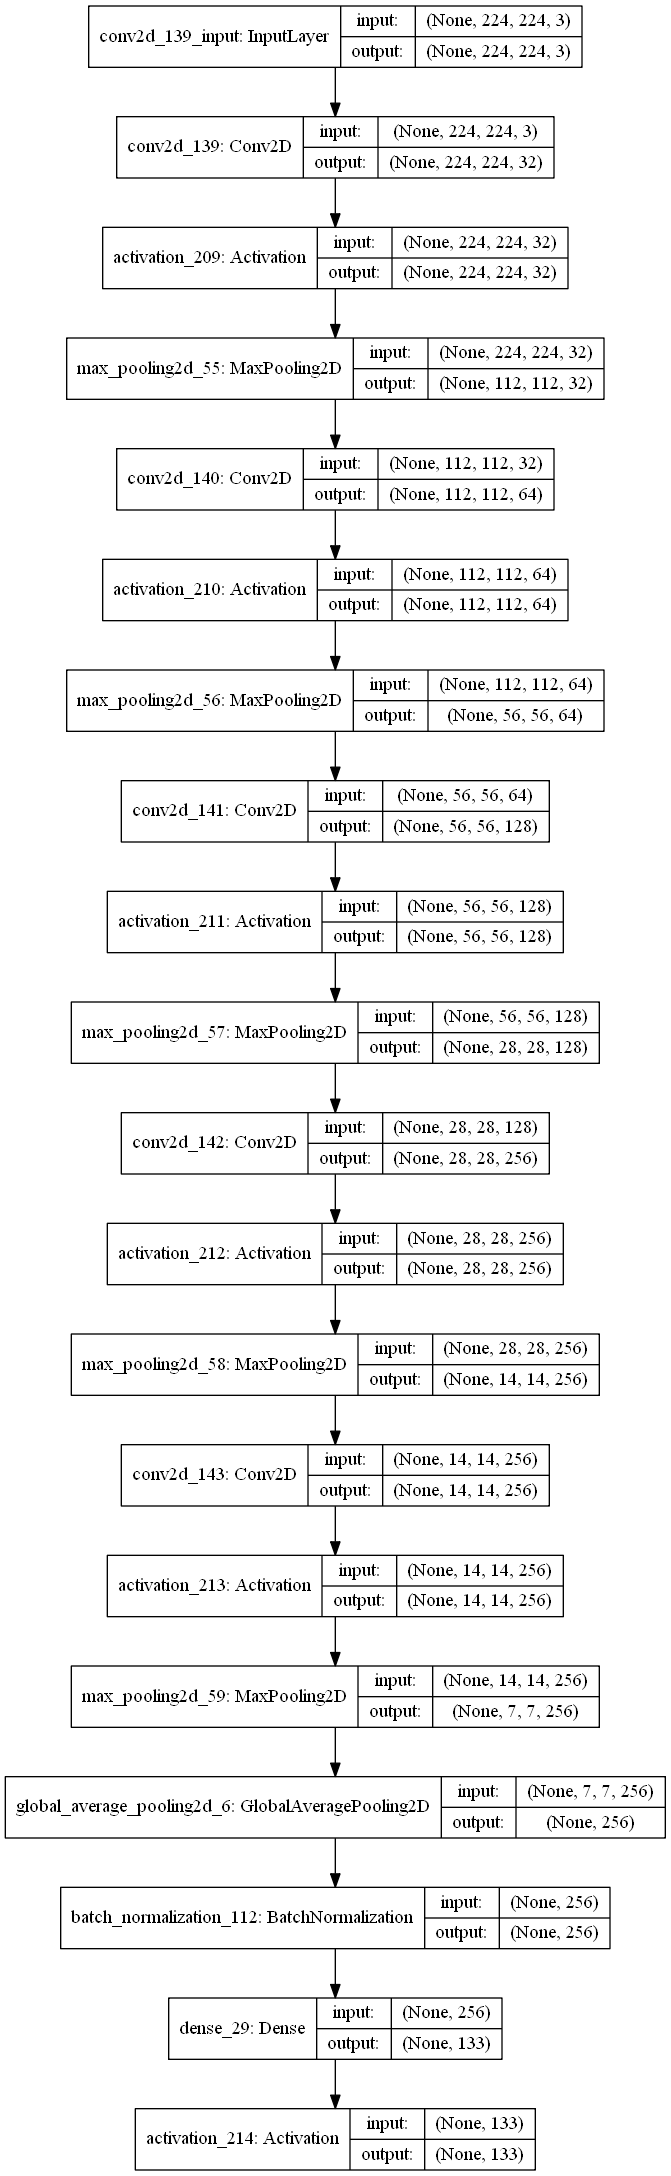 conv2d_139_input: InputLayer
input: (None, 224, 224, 3)
output: (None, 224, 224, 3)
conv2d_139: Conv2D
input: (None, 224, 224, 3)
output: (None, 224, 224, 32)
activation_209: Activation
input: (None, 224, 224, 32)
output: (None, 224, 224, 32)
max_pooling2d_55: MaxPooling2D
input: (None, 224, 224, 32)
output: (None, 112, 112, 32)
conv2d_140: Conv2D
input: (None, 112, 112, 32)
output: (None, 112, 112, 64)
activation_210: Activation
input: (None, 112, 112, 64)
output: (None, 112, 112, 64)
max_pooling2d_56: MaxPooling2D
input: (None, 112, 112, 64)
output: (None, 56, 56, 64)
conv2d_141: Conv2D
input: (None, 56, 56, 64)
output: (None, 56, 56, 128)
activation_211: Activation
input: (None, 56, 56, 128)
output: (None, 56, 56, 128)
max_pooling2d_57: MaxPooling2D
input: (None, 56, 56, 128)
output: (None, 28, 28, 128)
conv2d_142: Conv2D
input: (None, 28, 28, 128)
output: (None, 28, 28, 256)
activation_212: Activation
input: (None, 28, 28, 256)
output: (None, 28, 28, 256)
max_pooling2d_58: MaxPooling2D
input: (None, 28, 28, 256)
output: (None, 14, 14, 256)
conv2d_143: Conv2D
input: (None, 14, 14, 256)
output: (None, 14, 14, 256)
activation_213: Activation
input: (None, 14, 14, 256)
output: (None, 14, 14, 256)
max_pooling2d_59: MaxPooling2D
input: (None, 14, 14, 256)
output: (None, 7, 7, 256)
global_average_pooling2d_6: GlobalAveragePooling2D
input: (None, 7, 7, 256)
output: (None, 256)
batch_normalization_112: BatchNormalization
input: (None, 256)
output: (None, 256)
dense_29: Dense
input: (None, 256)
output: (None, 133)
activation_214: Activation
input: (None, 133)
output: (None, 133)